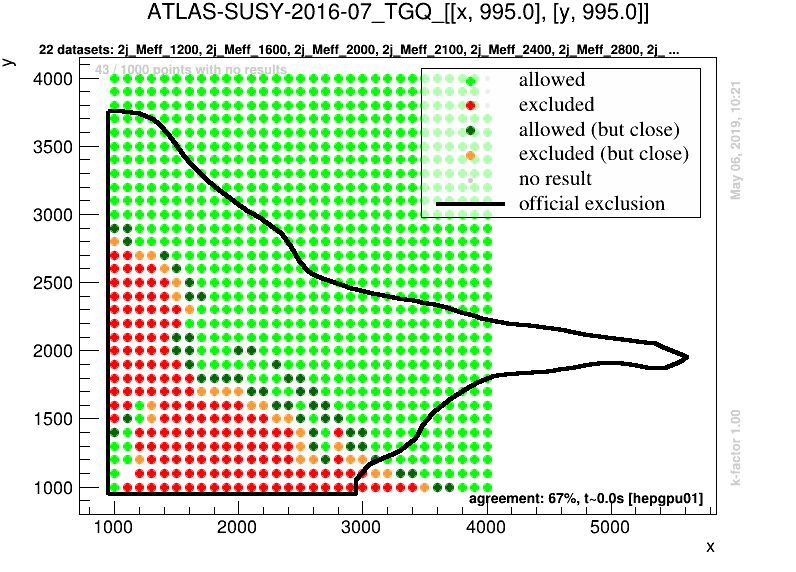 ATLAS-SUSY-2016-07_TGQ_[[x, 995.0], [y, 995.0]]
22 datasets: 2j_Meff_1200, 2j_Meff_1600, 2j_Meff_2000, 2j_Meff_2100, 2j_Meff_2400, 2j_Meff_2800, 2j_ ...
y
43 / 1000 points with no results
4000
3500
3000
2500
2000
1500
1000
allowed
excluded
allowed (but close)
excluded (but close)
no result
official exclusion
May 06, 2019, 10:21
k-factor 1.00
agreement: 67%, t~0.0s [hepgpu01]
1000 2000 3000 4000 5000
x